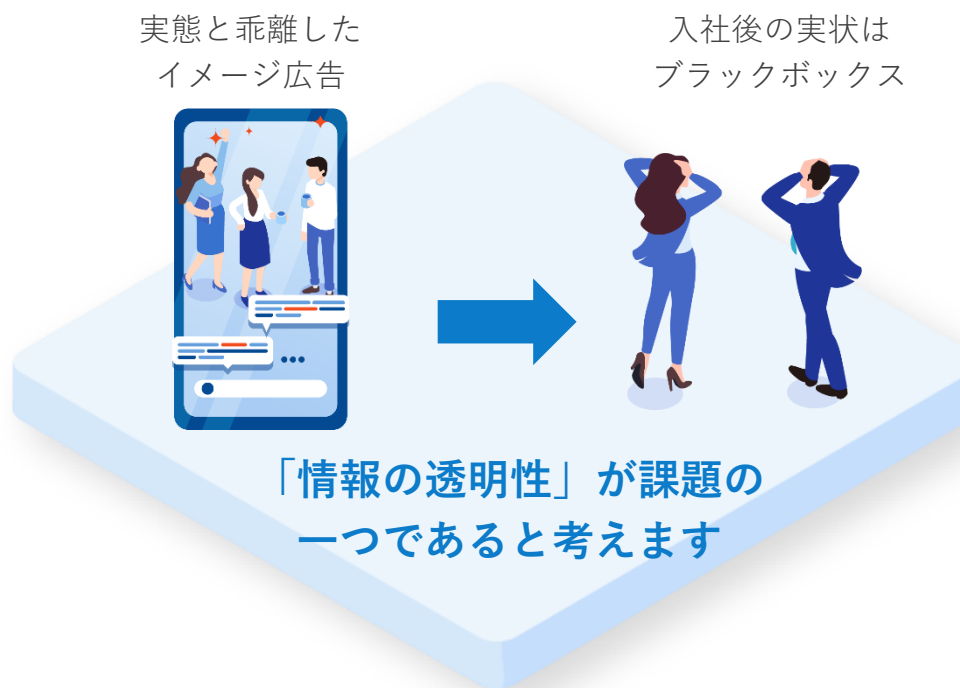 実態と乖離した
イメージ広告
入社後の実状は
ブラックボックス
「情報の透明性」が課題の
一つであると考えます